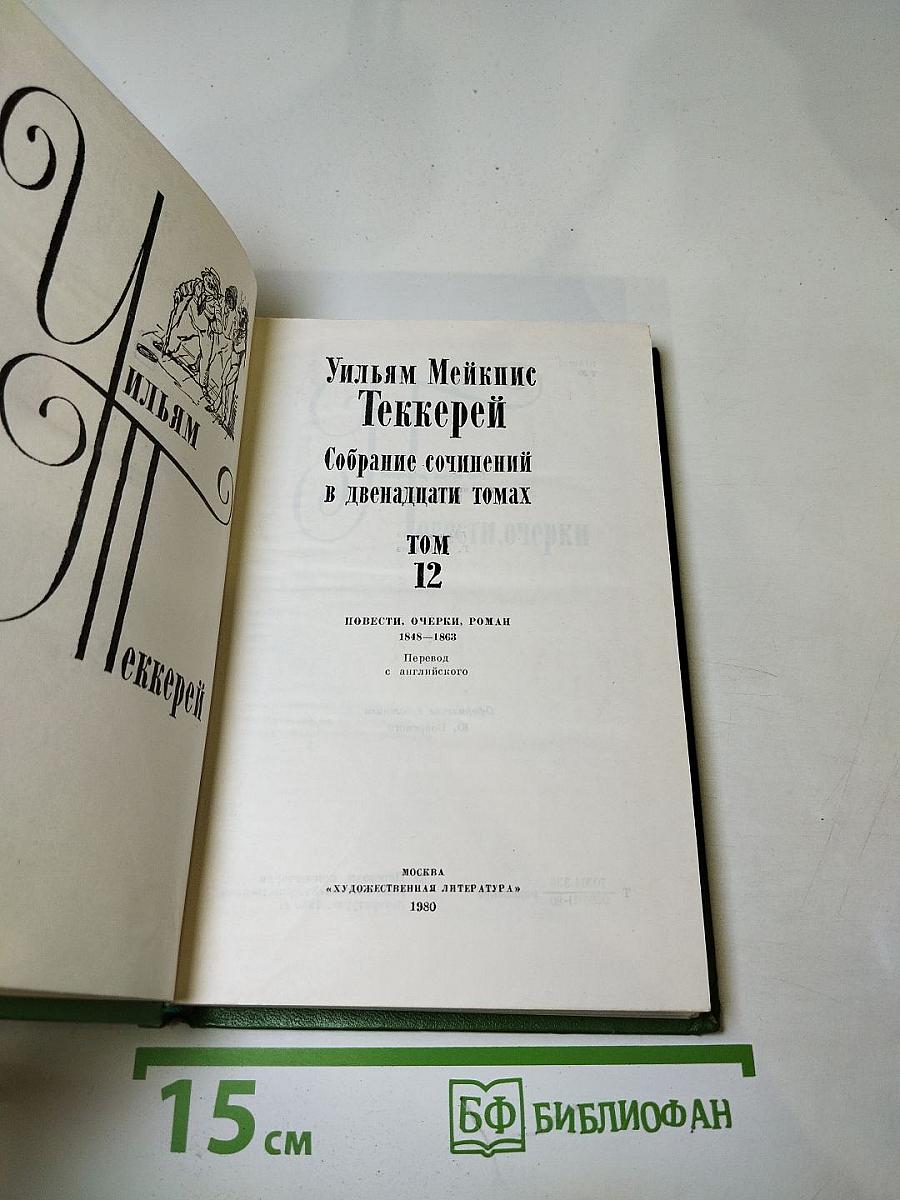 Уильям
Теккерей
Уильям Мейкпис
Теккерей
Собрание сочинений
в двенадцати томах
ТОМ
12
ПОВЕСТИ, ОЧЕРКИ, РОМАН
1848—1863
Перевод
с английского
МОСКВА
«ХУДОЖЕСТВЕННАЯ ЛИТЕРАТУРА»
1980
15 см
БФ БИБЛИОФАН